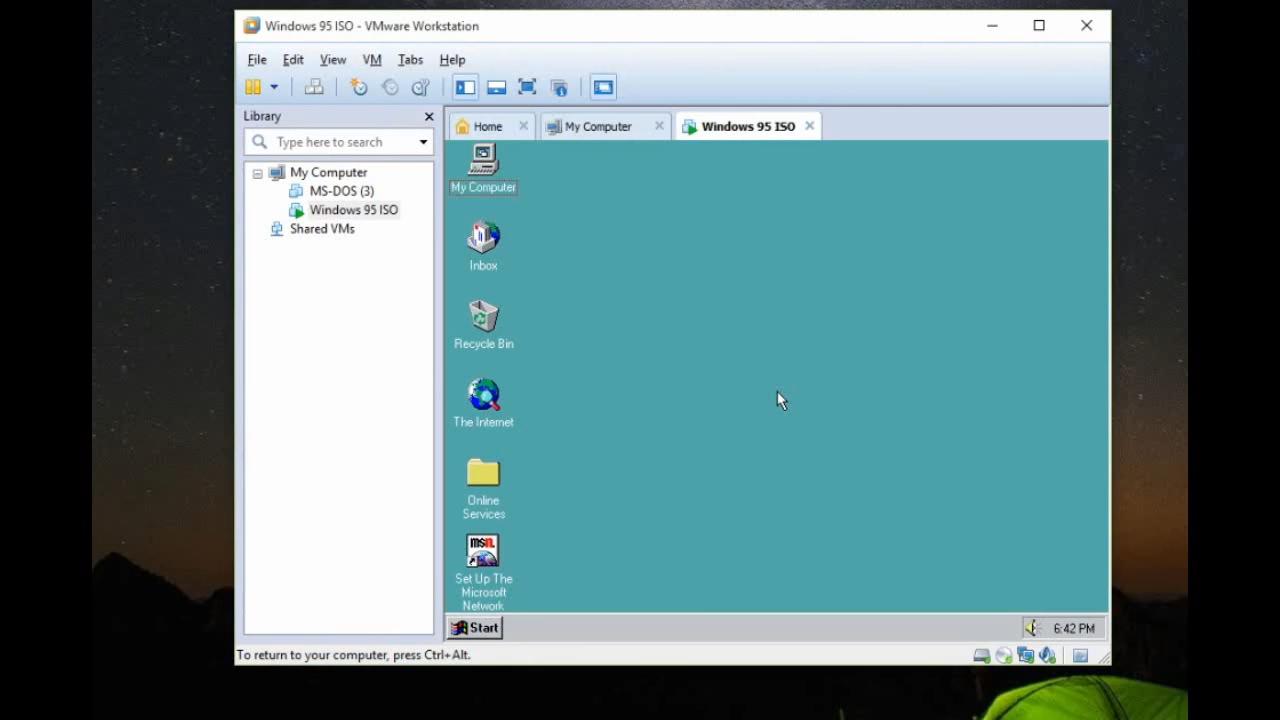 Windows 95 ISO - VMware Workstation
File Edit View VM Tabs Help
Library
Type here to search
My Computer
MS-DOS (3)
Windows 95 ISO
Shared VMs
Home My Computer Windows 95 ISO
My Computer
Inbox
Recycle Bin
The Internet
Online
Services
msn
Set Up The
Microsoft
Network
Start 6:42 PM
To return to your computer, press Ctrl+Alt.